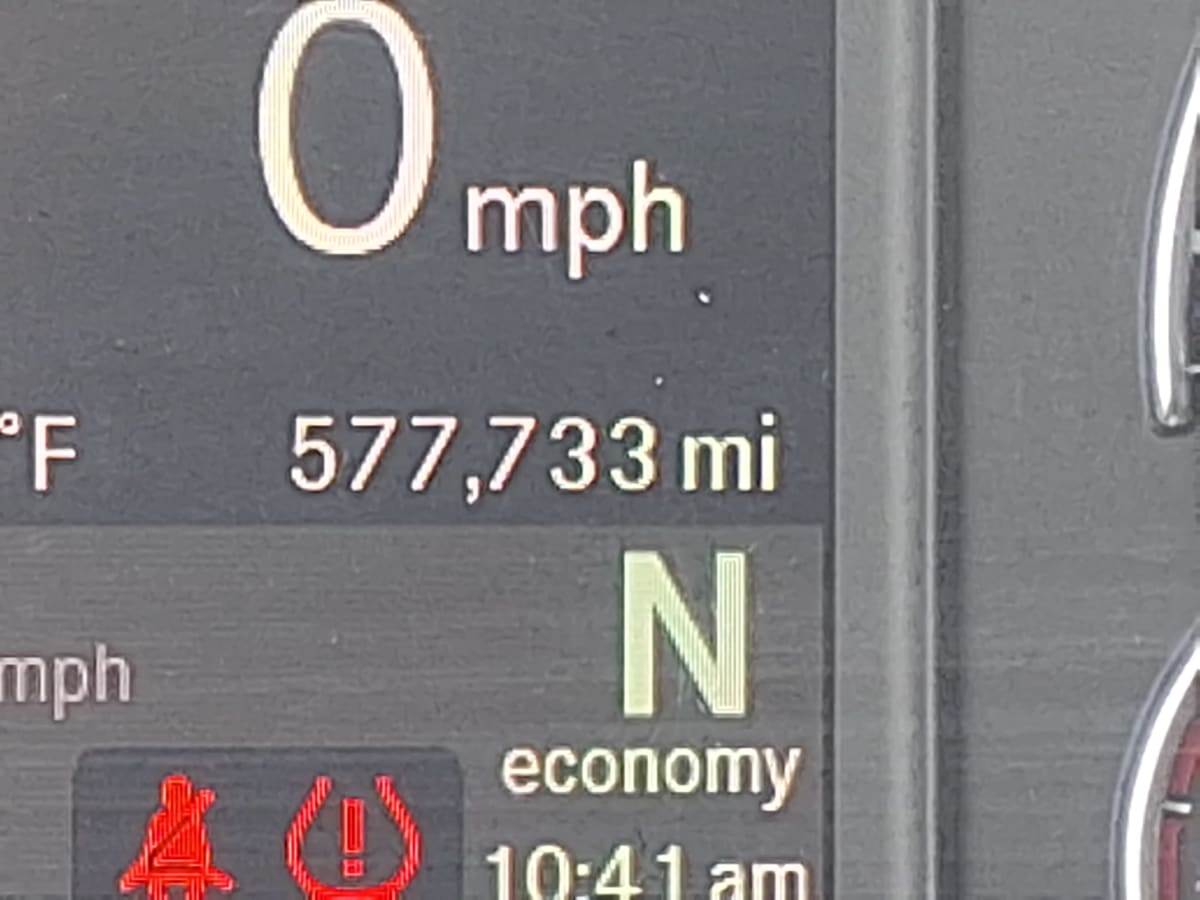 0 mph
°F 577,733 mi
N
mph
economy
10:41 am